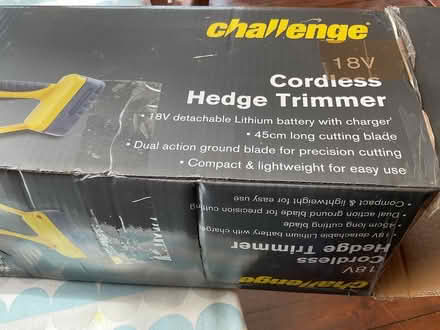 challenge
18V
Cordless
Hedge Trimmer
• 18V detachable Lithium battery with charger
• 45cm long cutting blade
• Dual action ground blade for precision cutting
• Compact & lightweight for easy use
Challenge
18V
Cordless
Hedge Trimmer
• 18V detachable Lithium battery with charger
• 45cm long cutting blade
• Dual action ground blade for precision cutting
• Compact & lightweight for easy use